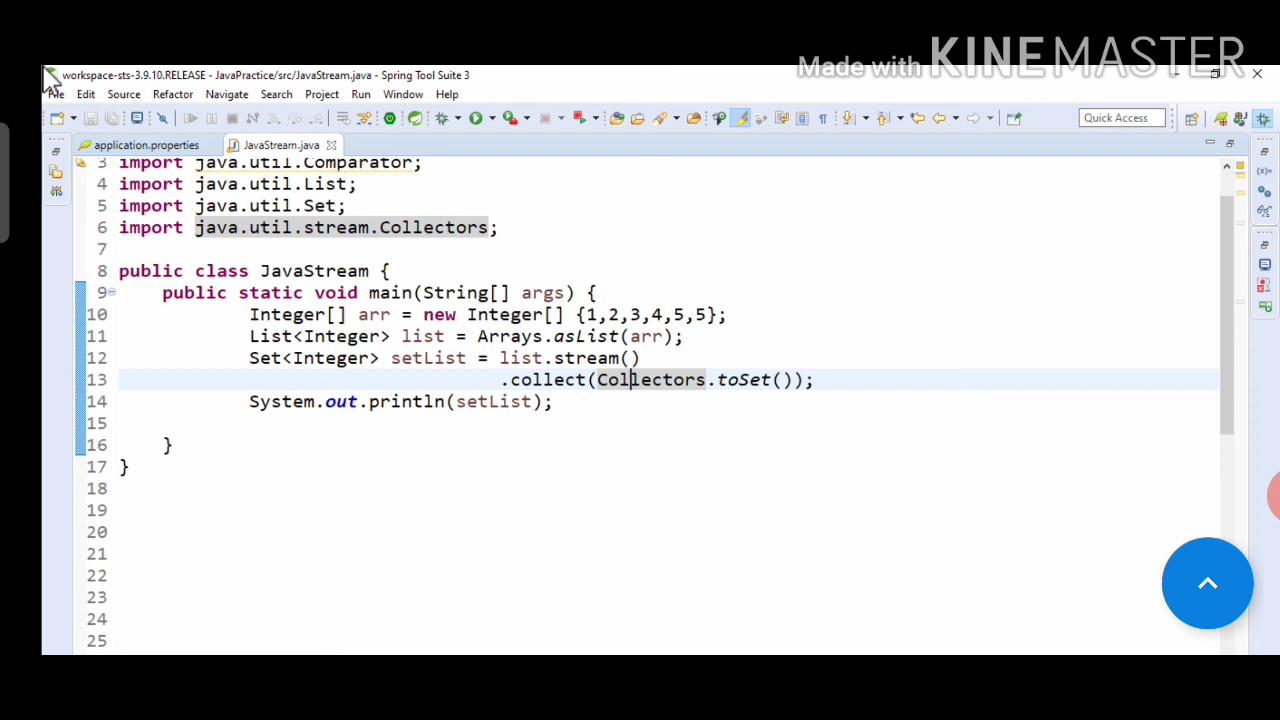 Made with KINEMASTER
workspace-sts-3.9.10.RELEASE - JavaPractice/src/JavaStream.java - Spring Tool Suite 3
File Edit Source Refactor Navigate Search Project Run Window Help
Quick Access
application.properties JavaStream.java
3 import java.util.Comparator;
4 import java.util.List;
5 import java.util.Set;
6 import java.util.stream.Collectors;
7
8 public class JavaStream {
9 public static void main(String[] args) {
10 Integer[] arr = new Integer[] {1,2,3,4,5,5};
11 List<Integer> list = Arrays.asList(arr);
12 Set<Integer> setList = list.stream()
13 .collect(Collectors.toSet());
14 System.out.println(setList);
15
16 }
17 }
18
19
20
21
22
23
24
25